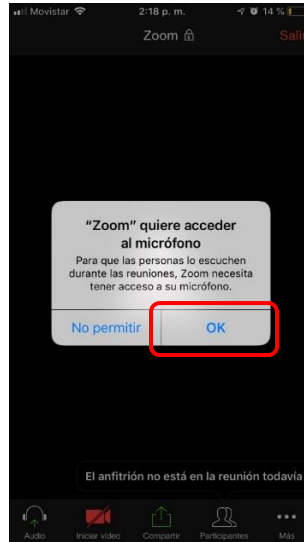 Movistar 2:18 p. m. 14 %
Zoom Salir
“Zoom” quiere acceder
al micrófono
Para que las personas lo escuchen
durante las reuniones, Zoom necesita
tener acceso a su micrófono.
No permitir OK
El anfitrión no está en la reunión todavía
Audio Iniciar video Compartir Participantes Más